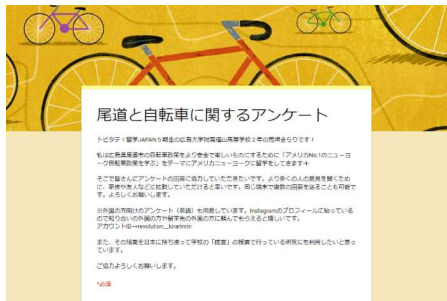 尾道と自転車に関するアンケート
トビタテ！留学JAPAN５期生の広島大学附属福山高等学校２年の兜﨑きらりです！
私は広島県尾道市の自転車政策をより安全で楽しいものにするために「アメリカNo.1のニューヨ
ーク自転車政策を学ぶ」をテーマにアメリカニューヨークに留学をしてきます✈
そこで皆さんにアンケートの回答に協力していただきたいです。より多くの人の意見を聞くため
に、家族や友人などに拡散していただけると幸いです。同じ端末で複数の回答を送ることも可能で
す。よろしくお願いします。
※外国の方向けのアンケート（英語）も用意しています。Instagramのプロフィールに貼っている
ので知り合いの外国の方や留学先の外国の方に頼んでもらえると嬉しいです。
アカウントID→revolution._.kirarinrin
また、その結果を日本に持ち帰って学校の「提言」の授業で行っている研究にも利用したいと思っ
ています。
ご協力よろしくお願いします。
*必須